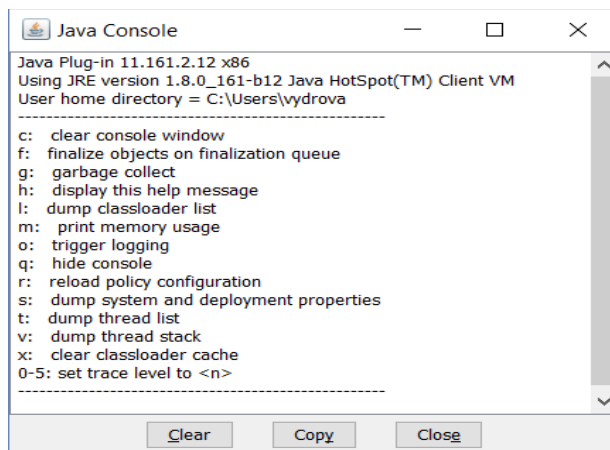 Java Console
Java Plug-in 11.161.2.12 x86
Using JRE version 1.8.0_161-b12 Java HotSpot(TM) Client VM
User home directory = C:\Users\vydrova
----------------------------------------------------
c: clear console window
f: finalize objects on finalization queue
g: garbage collect
h: display this help message
l: dump classloader list
m: print memory usage
o: trigger logging
q: hide console
r: reload policy configuration
s: dump system and deployment properties
t: dump thread list
v: dump thread stack
x: clear classloader cache
0-5: set trace level to <n>
----------------------------------------------------
Clear Copy Close